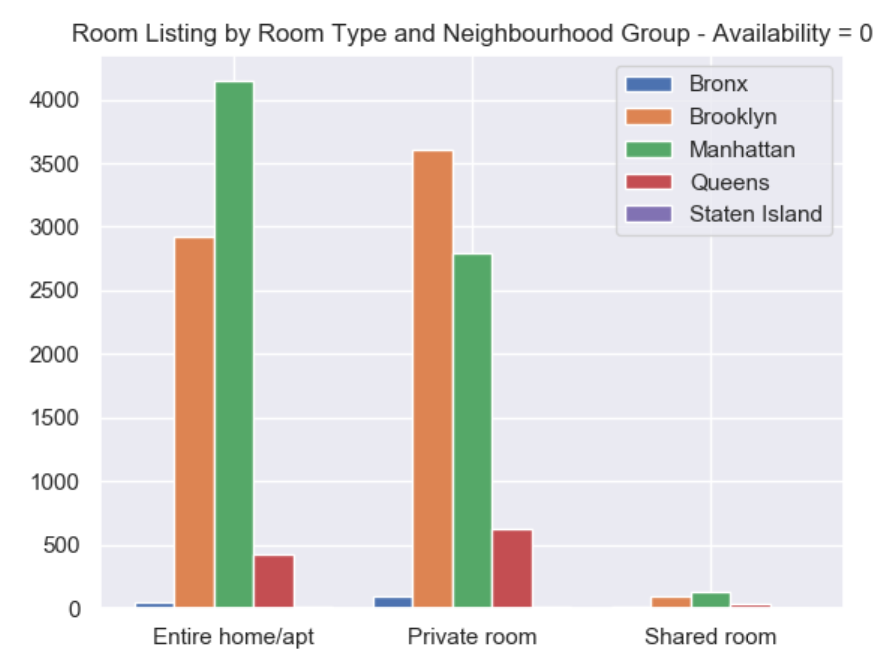 Room Listing by Room Type and Neighbourhood Group - Availability = 0
Bronx
Brooklyn
Manhattan
Queens
Staten Island
4000
3500
3000
2500
2000
1500
1000
500
0
Entire home/apt Private room Shared room